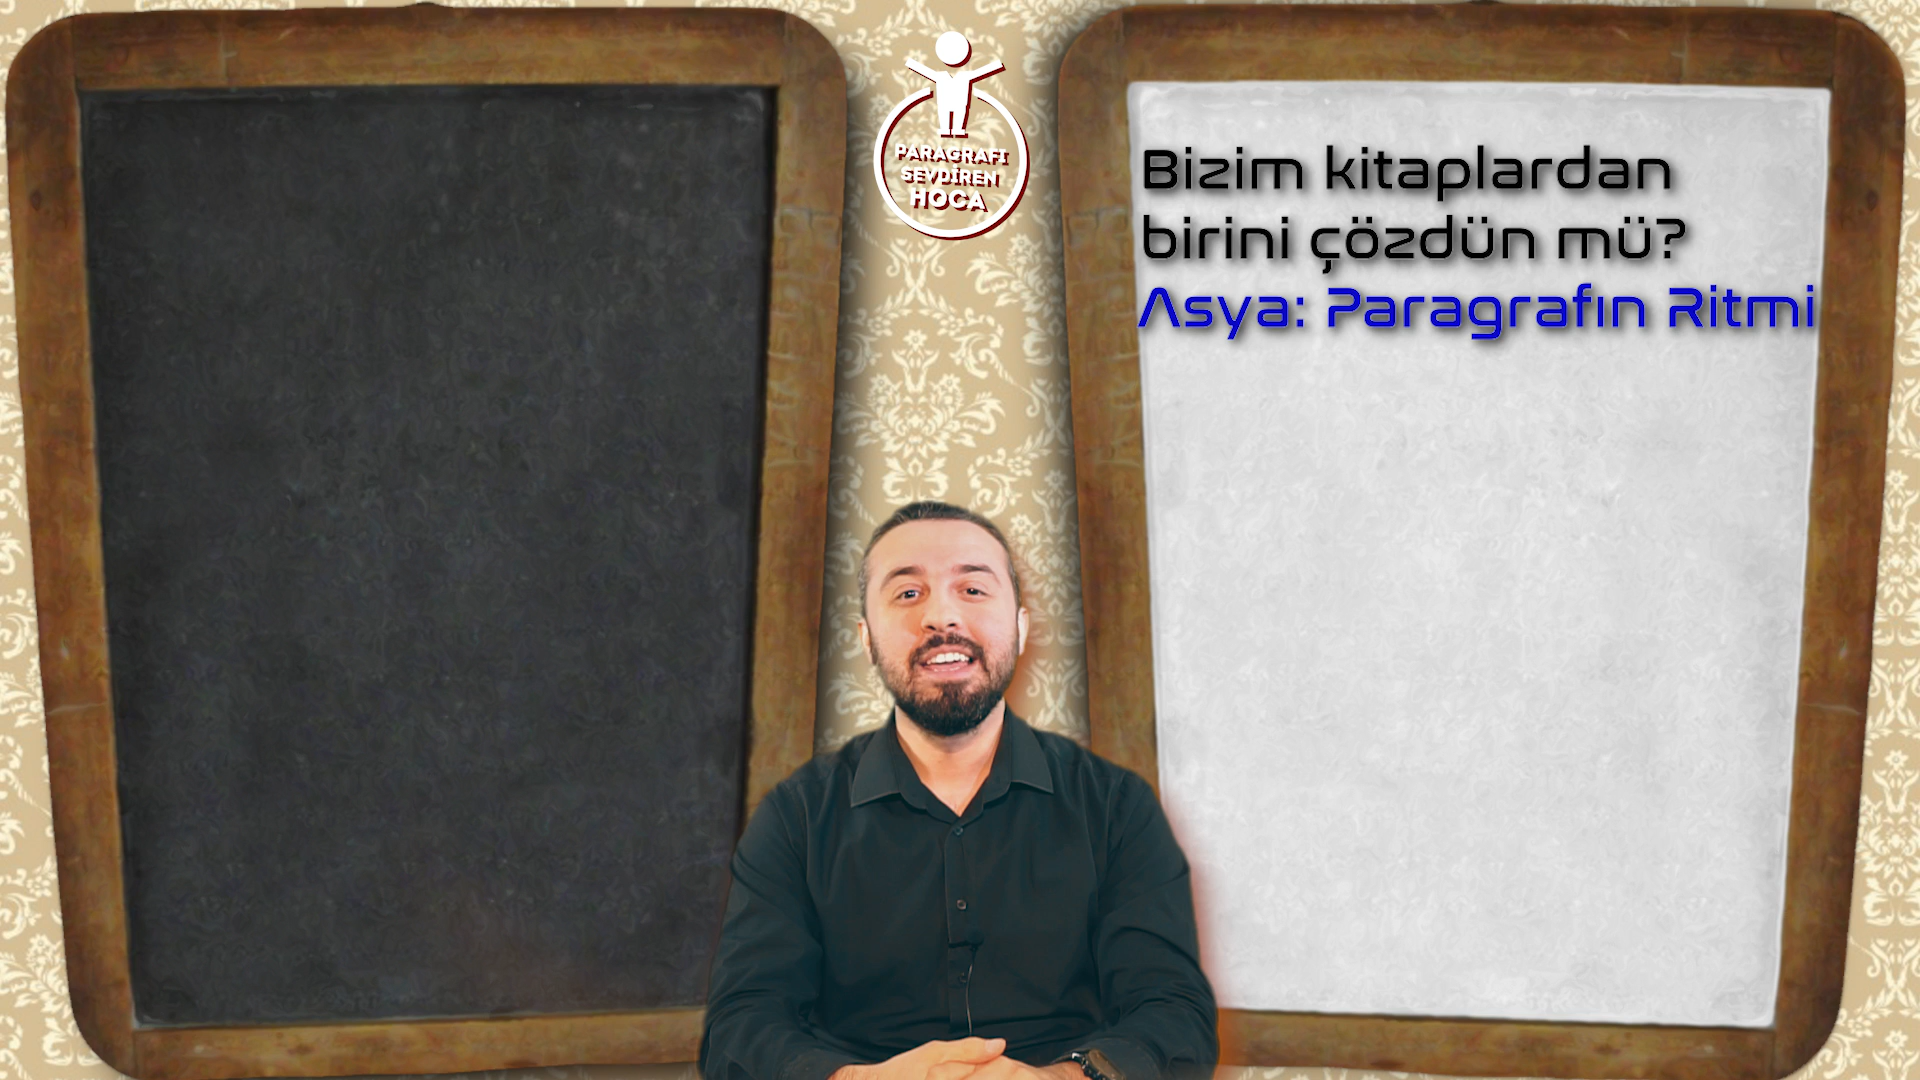 PARAGRAFI
SEVDİREN
HOCA
Bizim kitaplardan
birini çözdün mü?
Asya: Paragrafın Ritmi